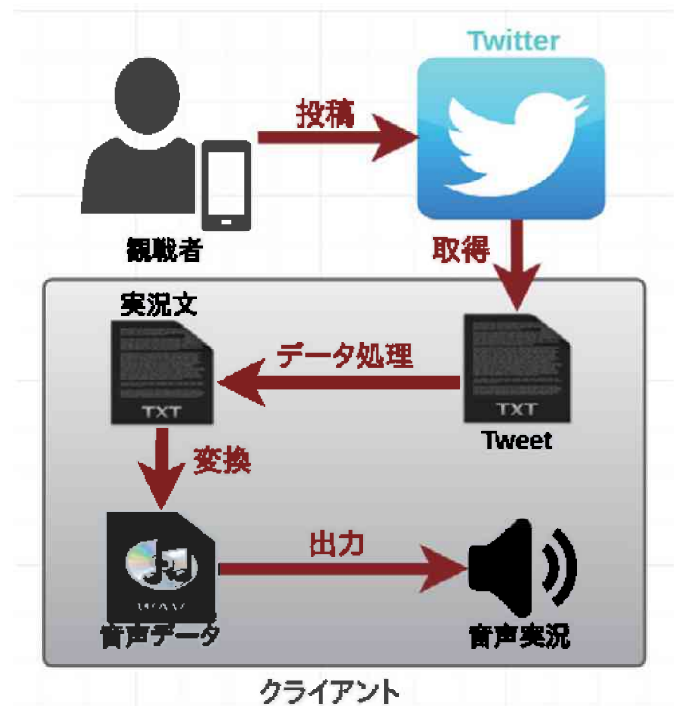 Twitter
投稿
観戦者
取得
実況文
TXT
データ処理
TXT
Tweet
変換
WAV
音声データ
出力
音声実況
クライアント